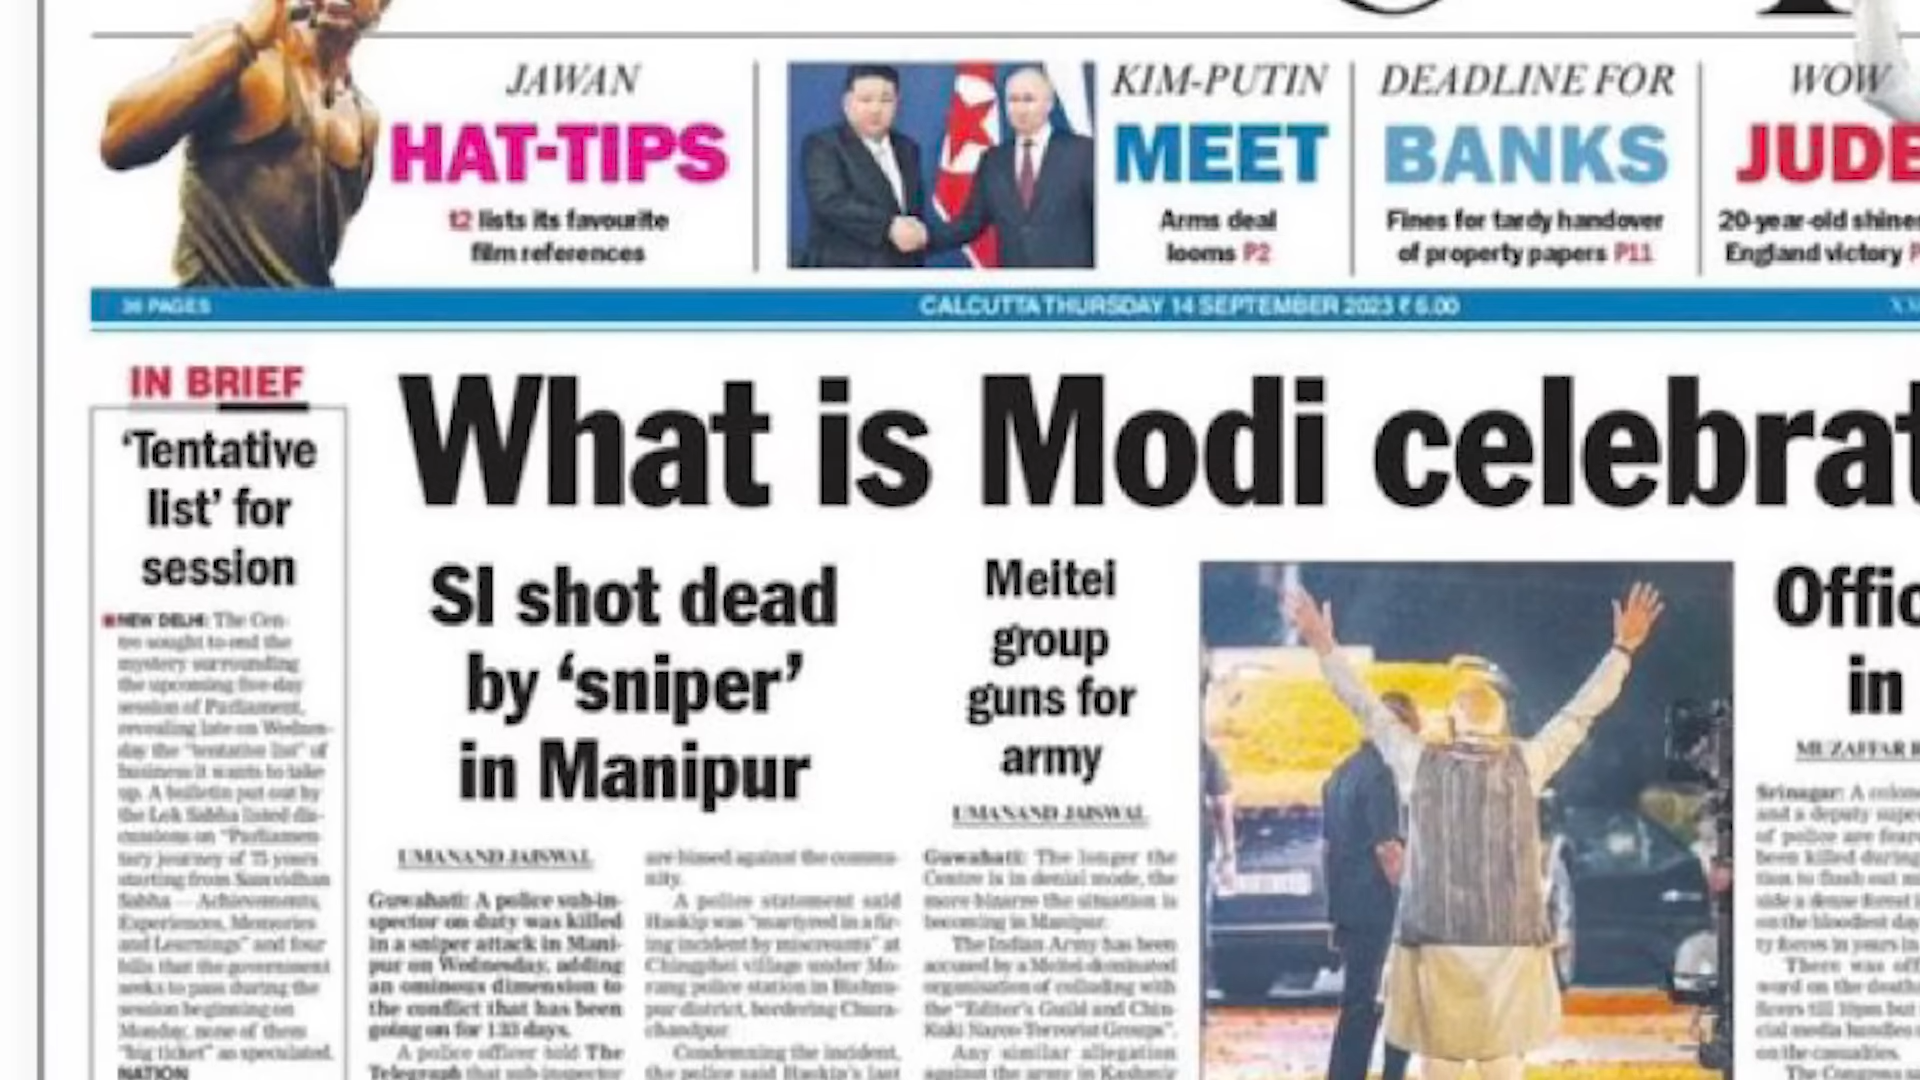 JAWAN
HAT-TIPS
t2 lists its favourite
film references
KIM-PUTIN
MEET
Arms deal
looms P2
DEADLINE FOR
BANKS
Fines for tardy handover
of property papers P11
WOW
JUDE
20-year-old shines
England victory P
36 PAGES
CALCUTTA THURSDAY 14 SEPTEMBER 2023 ₹ 6.00
IN BRIEF
‘Tentative
list’ for
session
NEW DELHI: The Cen-
tre sought to end the
mystery surrounding
the upcoming five-day
session of Parliament,
revealing late on Wednes-
day the "tentative list" of
business it wants to take
up. A bulletin put out by
the Lok Sabha listed dis-
cussions on "Parliamen-
tary journey of 75 years
starting from Samvidhan
Sabha — Achievements,
Experiences, Memories
and Learnings" and four
bills that the government
seeks to pass during the
session beginning on
Monday, none of them
"big ticket" as speculated.
NATION
What is Modi celebrat
SI shot dead
by ‘sniper’
in Manipur
UMANAND JAISWAL
Guwahati: A police sub-in-
spector on duty was killed
in a sniper attack in Mani-
pur on Wednesday, adding
an ominous dimension to
the conflict that has been
going on for 133 days.
A police officer told The
Telegraph that sub-inspector
are biased against the commu-
nity.
A police statement said
Haokip was "martyred in a fir-
ing incident by miscreants" at
Chingphei village under Mo-
rang police station in Bishnu-
pur district, bordering Chura-
chandpur.
Condemning the incident,
the police said Haokip's last
Meitei
group
guns for
army
UMANAND JAISWAL
Guwahati: The longer the
Centre is in denial mode, the
more bizarre the situation is
becoming in Manipur.
The Indian Army has been
accused by a Meitei-dominated
organisation of colluding with
the "Editor's Guild and Chin-
Kuki Narco-Terrorist Groups".
Any similar allegation
against the army in Kashmir
Offic
in
MUZAFFAR R
Srinagar: A colone
and a deputy supe
of police are feare
been killed during
tion to flush out m
side a dense forest i
on the bloodiest day
ty forces in years in
There was off
word on the death
ficers till 10pm but
cial media handles
on the casualties.
The Congress sa